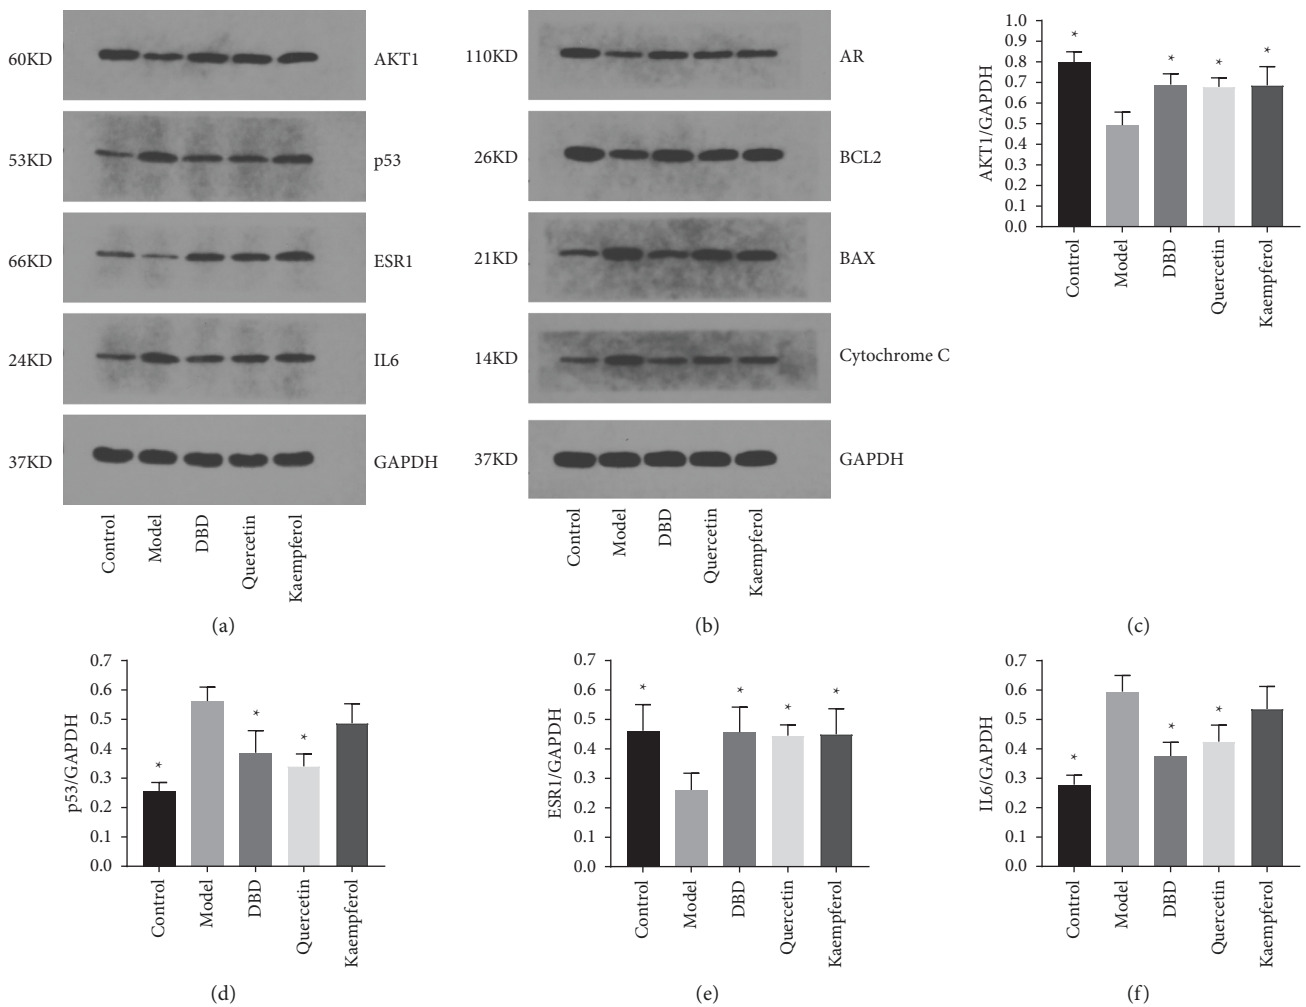 60KD AKT1
53KD p53
66KD ESR1
24KD IL6
37KD GAPDH
Control Model DBD Quercetin Kaempferol
(a)
110KD AR
26KD BCL2
21KD BAX
14KD Cytochrome C
37KD GAPDH
Control Model DBD Quercetin Kaempferol
(b)
AKT1/GAPDH
1.0
0.9
0.8
0.7
0.6
0.5
0.4
0.3
0.2
0.1
0.0
* * * *
Control Model DBD Quercetin Kaempferol
(c)
p53/GAPDH
0.7
0.6
0.5
0.4
0.3
0.2
0.1
0.0
* * *
Control Model DBD Quercetin Kaempferol
(d)
ESR1/GAPDH
0.7
0.6
0.5
0.4
0.3
0.2
0.1
0.0
* * * *
Control Model DBD Quercetin Kaempferol
(e)
IL6/GAPDH
0.7
0.6
0.5
0.4
0.3
0.2
0.1
0.0
* * *
Control Model DBD Quercetin Kaempferol
(f)